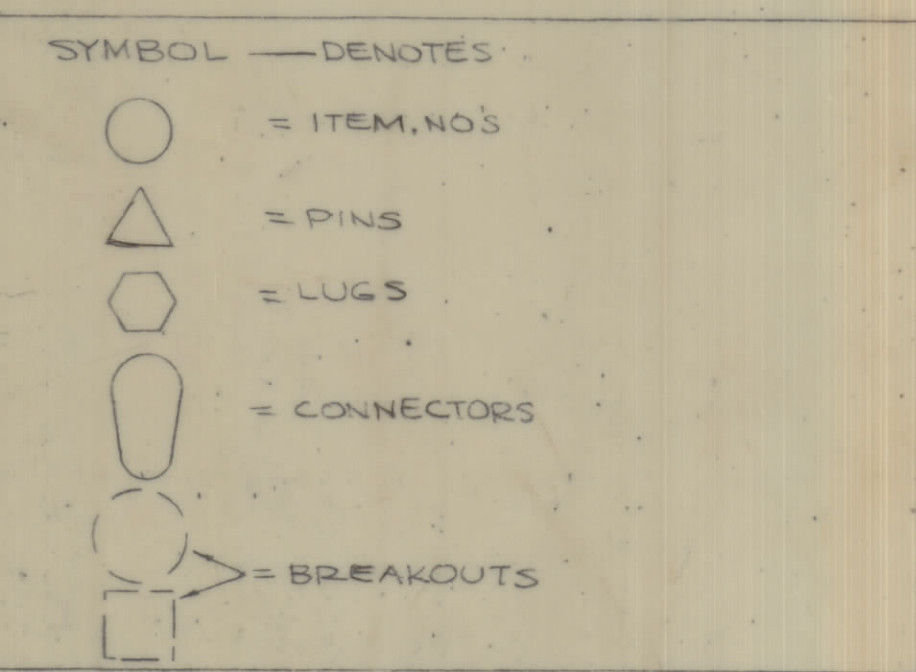 SYMBOL — DENOTES
= ITEM. NO'S
= PINS
= LUGS
= CONNECTORS
= BREAKOUTS